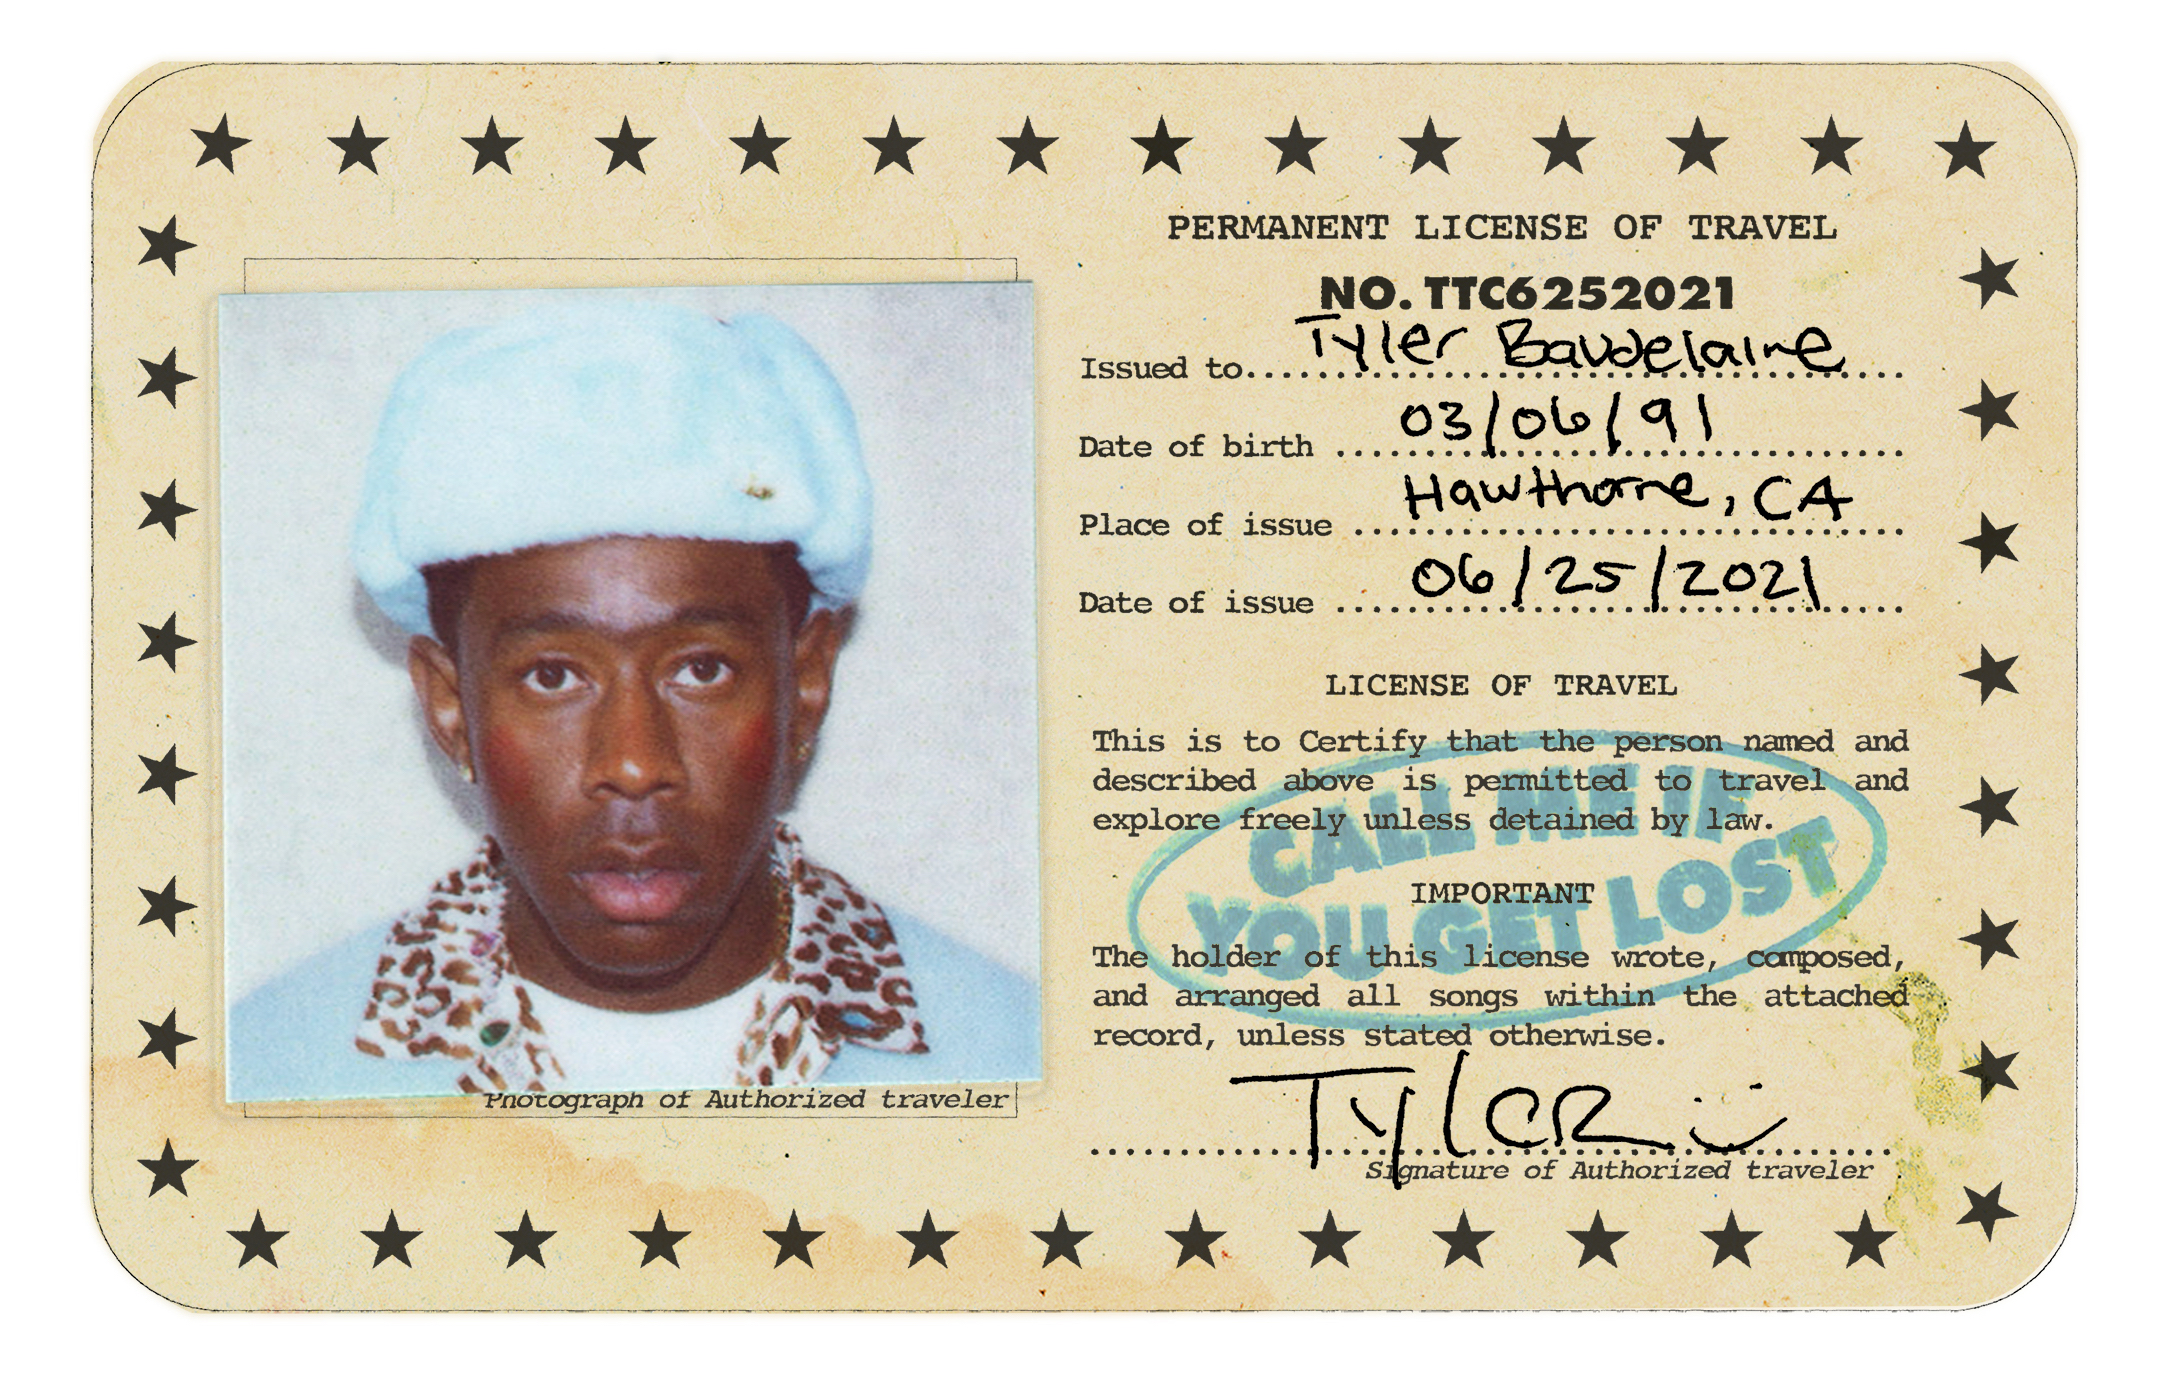 PERMANENT LICENSE OF TRAVEL
NO. TTC6252021
Issued to Tyler Baudelaire
Date of birth 03/06/91
Place of issue Hawthorne, CA
Date of issue 06/25/2021
LICENSE OF TRAVEL
This is to Certify that the person named and
described above is permitted to travel and
explore freely unless detained by law.
CALL ME IF
YOU GET LOST
IMPORTANT
The holder of this license wrote, composed,
and arranged all songs within the attached
record, unless stated otherwise.
TyleR
Signature of Authorized traveler
Photograph of Authorized traveler